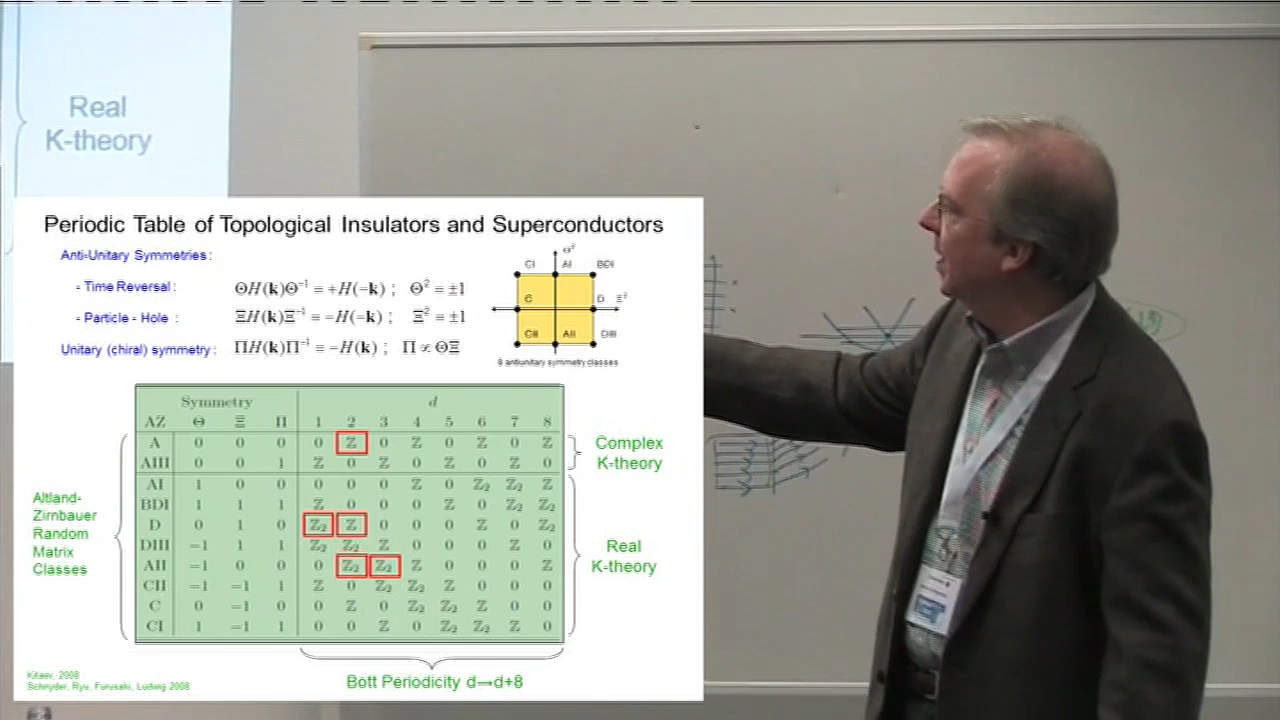 Real
K-theory
Periodic Table of Topological Insulators and Superconductors
Anti-Unitary Symmetries :
- Time Reversal : ΘH(k)Θ⁻¹ = +H(−k) ; Θ² = ±1
- Particle - Hole : ΞH(k)Ξ⁻¹ = −H(−k) ; Ξ² = ±1
Unitary (chiral) symmetry : ΠH(k)Π⁻¹ = −H(k) ; Π ∝ ΘΞ
Θ²
CI AI BDI
C D Ξ²
CII AII DIII
8 antiunitary symmetry classes
Symmetry d
AZ Θ Ξ Π 1 2 3 4 5 6 7 8
A 0 0 0 0 ℤ 0 ℤ 0 ℤ 0 ℤ
AIII 0 0 1 ℤ 0 ℤ 0 ℤ 0 ℤ 0
AI 1 0 0 0 0 0 ℤ 0 ℤ₂ ℤ₂ ℤ
BDI 1 1 1 ℤ 0 0 0 ℤ 0 ℤ₂ ℤ₂
D 0 1 0 ℤ₂ ℤ 0 0 0 ℤ 0 ℤ₂
DIII −1 1 1 ℤ₂ ℤ₂ ℤ 0 0 0 ℤ 0
AII −1 0 0 0 ℤ₂ ℤ₂ ℤ 0 0 0 ℤ
CII −1 −1 1 ℤ 0 ℤ₂ ℤ₂ ℤ 0 0 0
C 0 −1 0 0 ℤ 0 ℤ₂ ℤ₂ ℤ 0 0
CI 1 −1 1 0 0 ℤ 0 ℤ₂ ℤ₂ ℤ 0
Complex
K-theory
Altland-
Zirnbauer
Random
Matrix
Classes
Real
K-theory
Bott Periodicity d→d+8
Kitaev, 2008
Schnyder, Ryu, Furusaki, Ludwig 2008